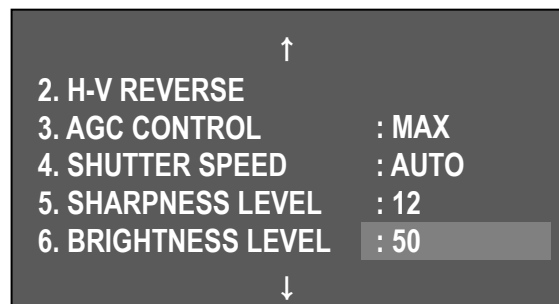 ↑
2. H-V REVERSE
3. AGC CONTROL : MAX
4. SHUTTER SPEED : AUTO
5. SHARPNESS LEVEL : 12
6. BRIGHTNESS LEVEL : 50
↓